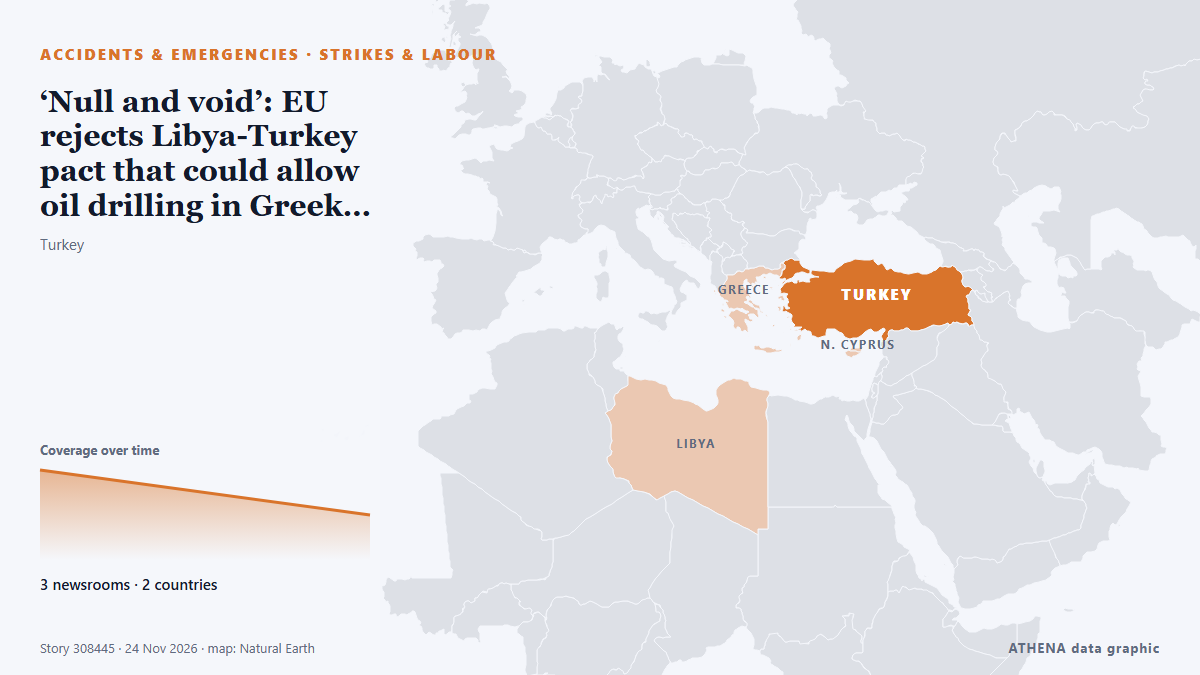 ACCIDENTS & EMERGENCIES · STRIKES & LABOUR
‘Null and void’: EU
rejects Libya-Turkey
pact that could allow
oil drilling in Greek…
Turkey
GREECE
TURKEY
N. CYPRUS
LIBYA
Coverage over time
3 newsrooms · 2 countries
Story 308445 · 24 Nov 2026 · map: Natural Earth
ATHENA data graphic